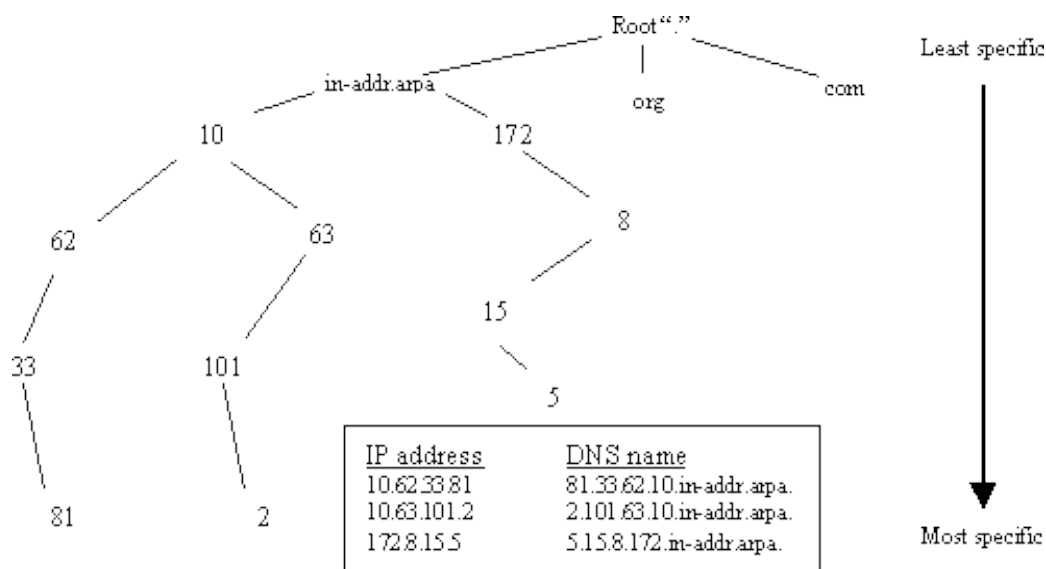 Root“.”
Least specific
in-addr.arpa
org
com
10
172
62
63
8
15
33
101
5
81
2
IP address DNS name
10.62.33.81 81.33.62.10.in-addr.arpa.
10.63.101.2 2.101.63.10.in-addr.arpa.
172.8.15.5 5.15.8.172.in-addr.arpa.
Most specific